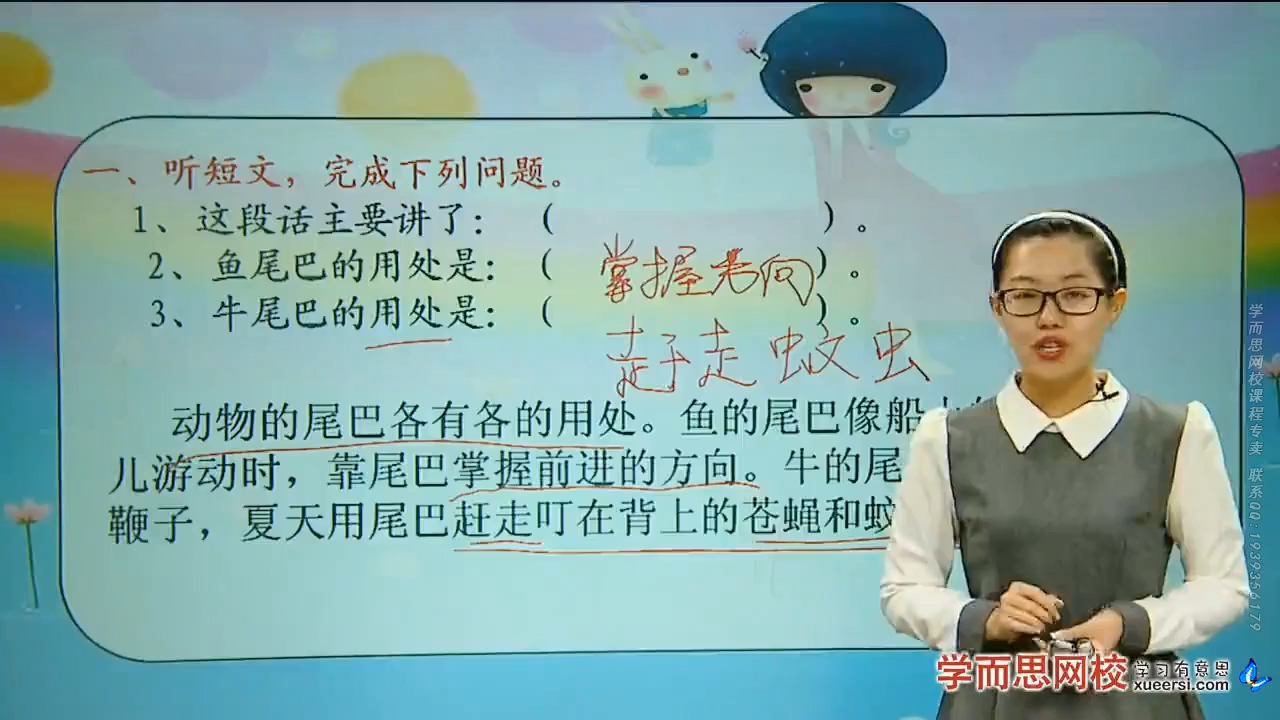 一、听短文，完成下列问题。
1、这段话主要讲了：（ ）。
2、鱼尾巴的用处是：（掌握方向）。
3、牛尾巴的用处是：（ ）。
赶走蚊虫
动物的尾巴各有各的用处。鱼的尾巴像船
儿游动时，靠尾巴掌握前进的方向。牛的尾
鞭子，夏天用尾巴赶走叮在背上的苍蝇和蚊
学而思网校课程专卖 联系QQ:1939356179
学而思网校 学习有意思
xueersi.com